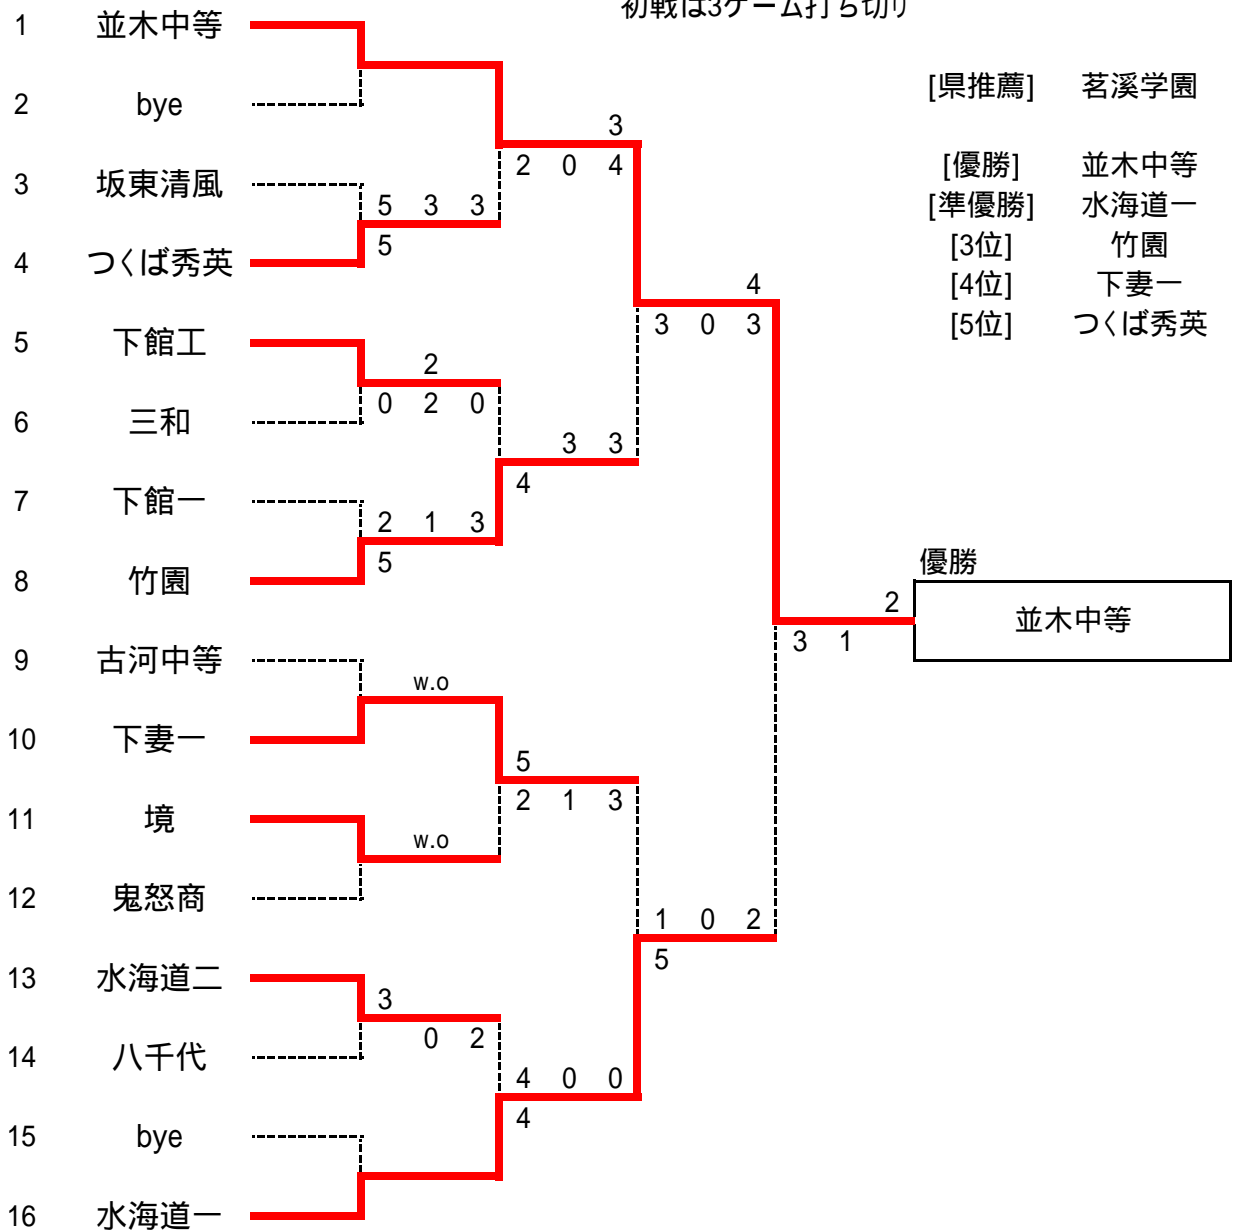 初戦は3ゲーム打ち切り
1 並木中等
[県推薦] 茗溪学園
2 bye
3
2 0 4
[優勝] 並木中等
3 坂東清風
5 3 3
[準優勝] 水海道一
5
[3位] 竹園
4 つくば秀英
[4位] 下妻一
4
3 0 3
[5位] つくば秀英
5 下館工
2
0 2 0
6 三和
3 3
4
7 下館一
2 1 3
5
8 竹園
優勝
2
並木中等
3 1
9 古河中等
w.o
10 下妻一
5
2 1 3
11 境
w.o
12 鬼怒商
1 0 2
5
13 水海道二
3
0 2
14 八千代
4 0 0
4
15 bye
16 水海道一